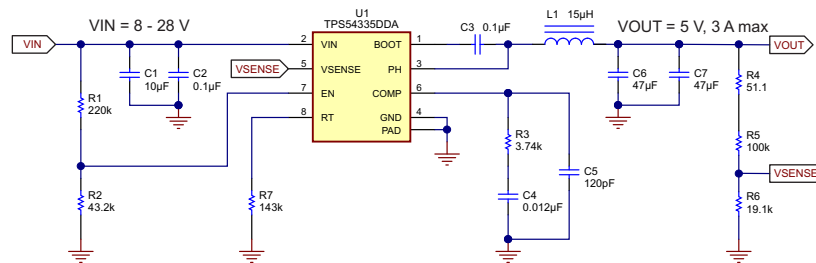 VIN = 8 - 28 V
VIN
C1
10µF
C2
0.1µF
R1
220k
R2
43.2k
VSENSE
U1
TPS54335DDA
2
VIN
5
VSENSE
7
EN
8
RT
BOOT
1
PH
3
COMP
6
GND
4
PAD
R7
143k
C3
0.1µF
L1
15µH
R3
3.74k
C4
0.012µF
C5
120pF
VOUT = 5 V, 3 A max
VOUT
C6
47µF
C7
47µF
R4
51.1
R5
100k
VSENSE
R6
19.1k